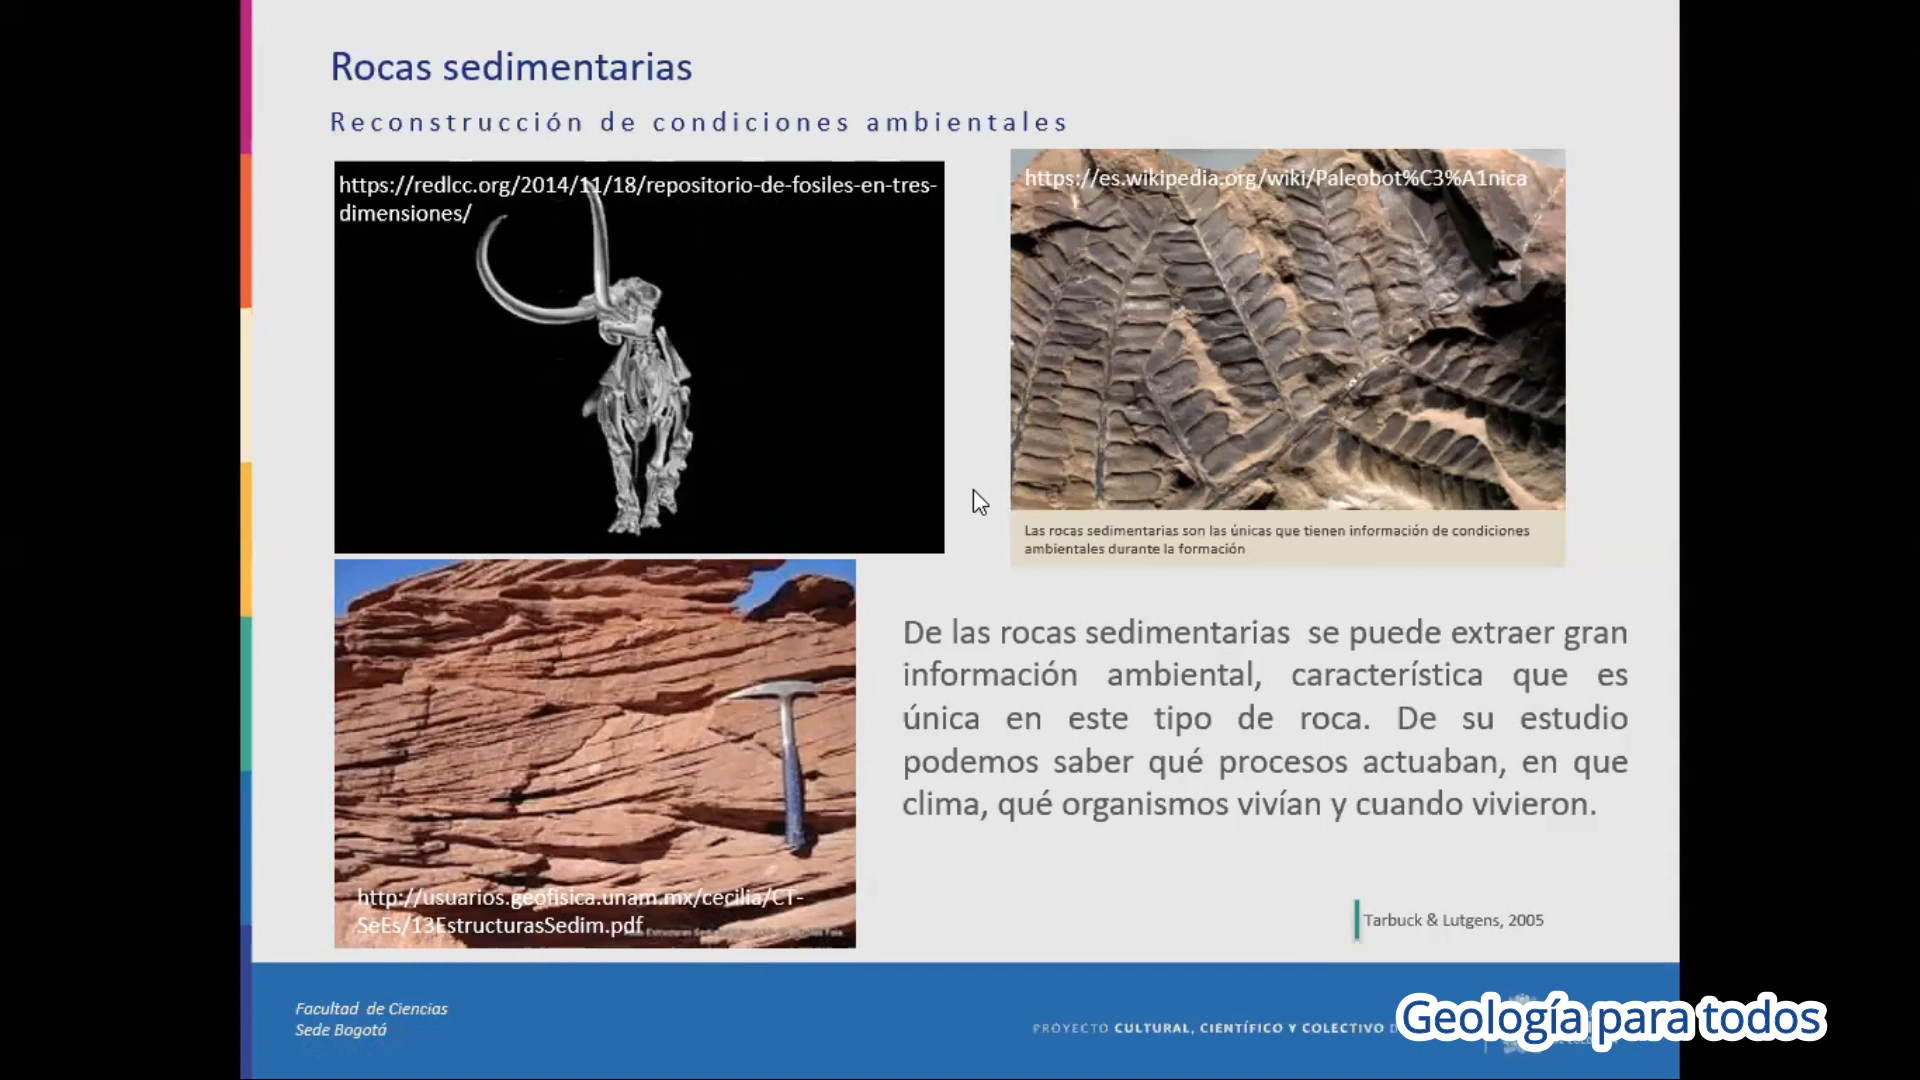 Rocas sedimentarias
Reconstrucción de condiciones ambientales
https://redlcc.org/2014/11/18/repositorio-de-fosiles-en-tres-
dimensiones/
https://es.wikipedia.org/wiki/Paleobot%C3%A1nica
Las rocas sedimentarias son las únicas que tienen información de condiciones
ambientales durante la formación
http://usuarios.geofisica.unam.mx/cecilia/CT-
SeEs/13EstructurasSedim.pdf
De las rocas sedimentarias se puede extraer gran
información ambiental, característica que es
única en este tipo de roca. De su estudio
podemos saber qué procesos actuaban, en que
clima, qué organismos vivían y cuando vivieron.
Tarbuck & Lutgens, 2005
Facultad de Ciencias
Sede Bogotá
PROYECTO CULTURAL, CIENTÍFICO Y COLECTIVO
Geología para todos